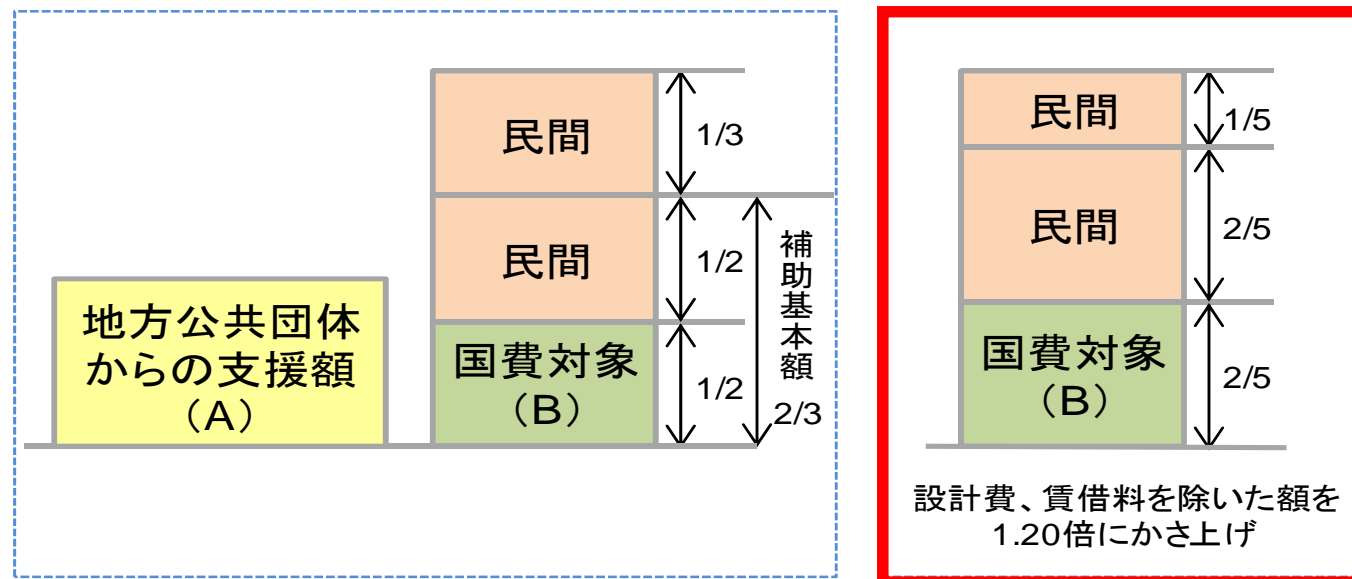 地方公共団体
からの支援額
（A）
民間
1/3
民間
1/2
国費対象
（B）
1/2
補助基本額
2/3
民間
1/5
民間
2/5
国費対象
（B）
2/5
設計費、賃借料を除いた額を
1.20倍にかさ上げ